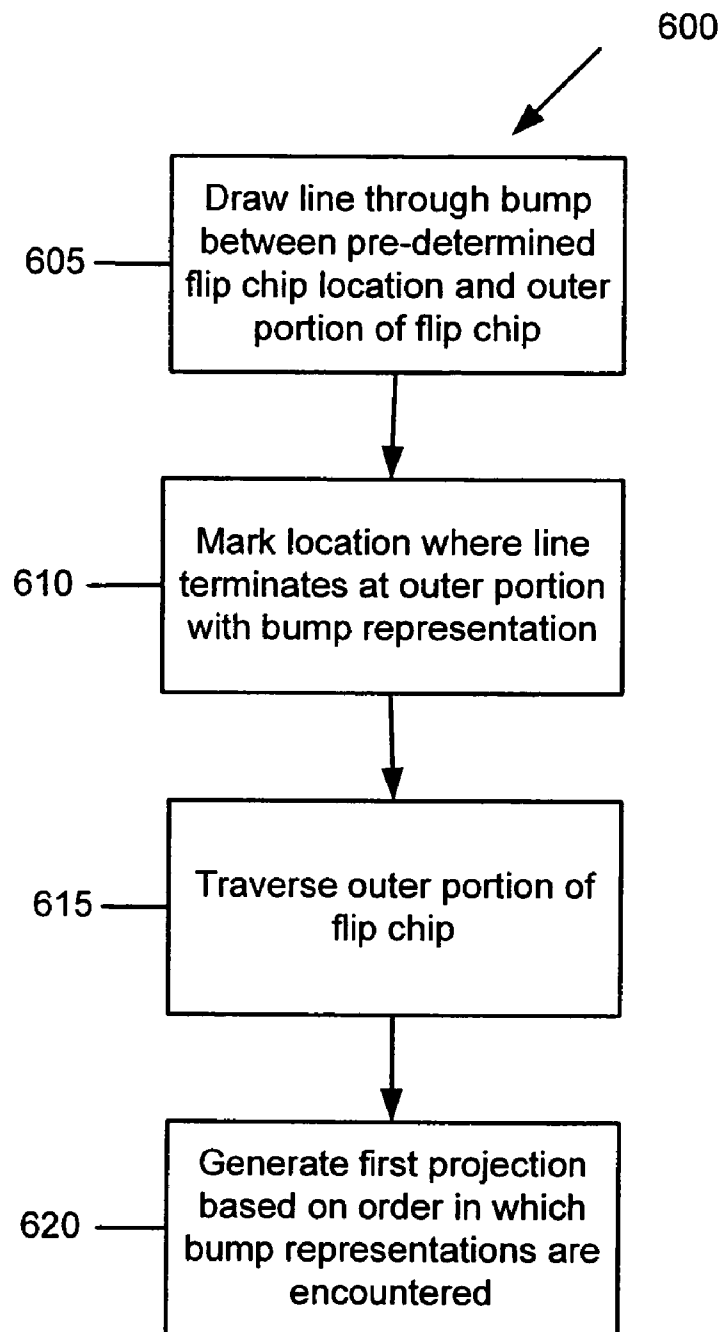 600
Draw line through bump
between pre-determined
flip chip location and outer
portion of flip chip
605
Mark location where line
terminates at outer portion
with bump representation
610
Traverse outer portion of
flip chip
615
Generate first projection
based on order in which
bump representations are
encountered
620